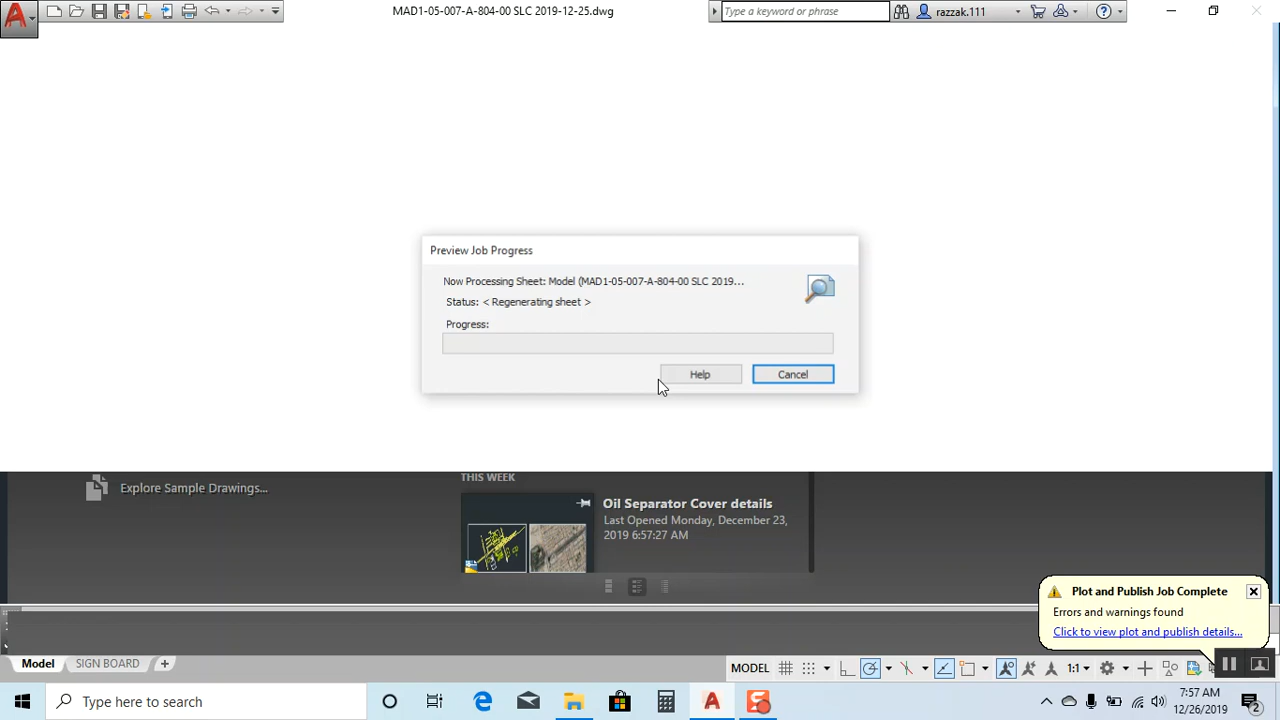 MAD1-05-007-A-804-00 SLC 2019-12-25.dwg
Type a keyword or phrase
razzak.111
Preview Job Progress
Now Processing Sheet: Model (MAD1-05-007-A-804-00 SLC 2019...
Status: < Regenerating sheet >
Progress:
Help
Cancel
Explore Sample Drawings...
THIS WEEK
Oil Separator Cover details
Last Opened Monday, December 23,
2019 6:57:27 AM
Plot and Publish Job Complete
Errors and warnings found
Click to view plot and publish details...
Model
SIGN BOARD
MODEL
1:1
Type here to search
7:57 AM
12/26/2019
2